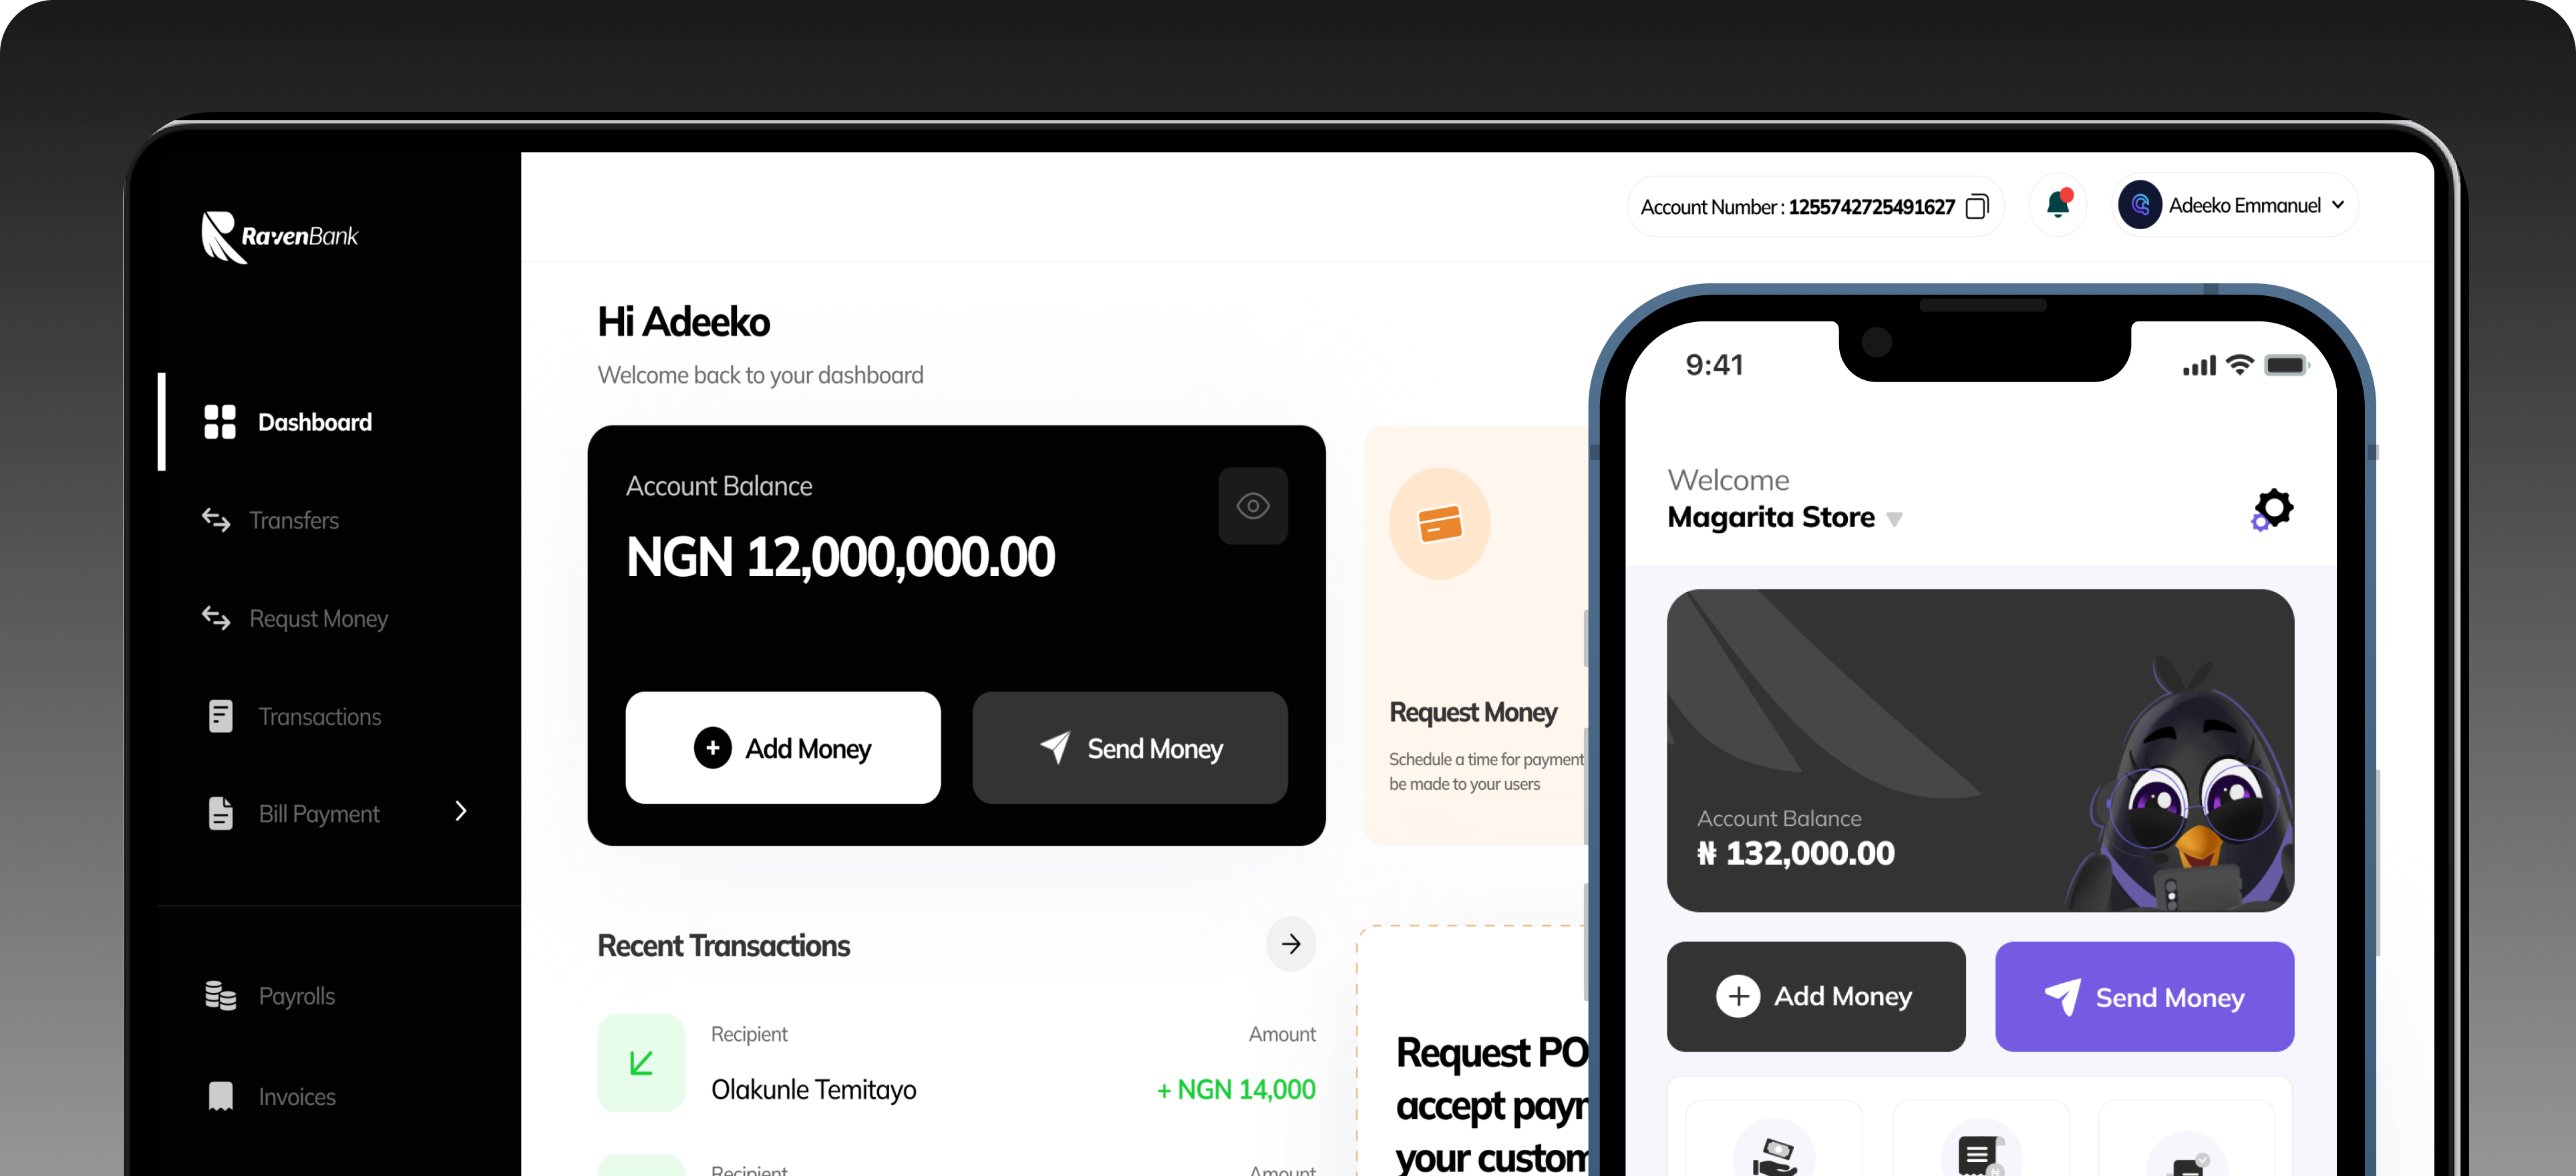 RavenBank
Account Number : 1255742725491627
Adeeko Emmanuel
Dashboard
Transfers
Requst Money
Transactions
Bill Payment
Payrolls
Invoices
Hi Adeeko
Welcome back to your dashboard
Account Balance
NGN 12,000,000.00
Add Money
Send Money
Request Money
Schedule a time for payment
be made to your users
Recent Transactions
Recipient
Amount
Olakunle Temitayo
+ NGN 14,000
Recipient
Amount
Request PO
accept payn
your custom
9:41
Welcome
Magarita Store
Account Balance
₦ 132,000.00
Add Money
Send Money